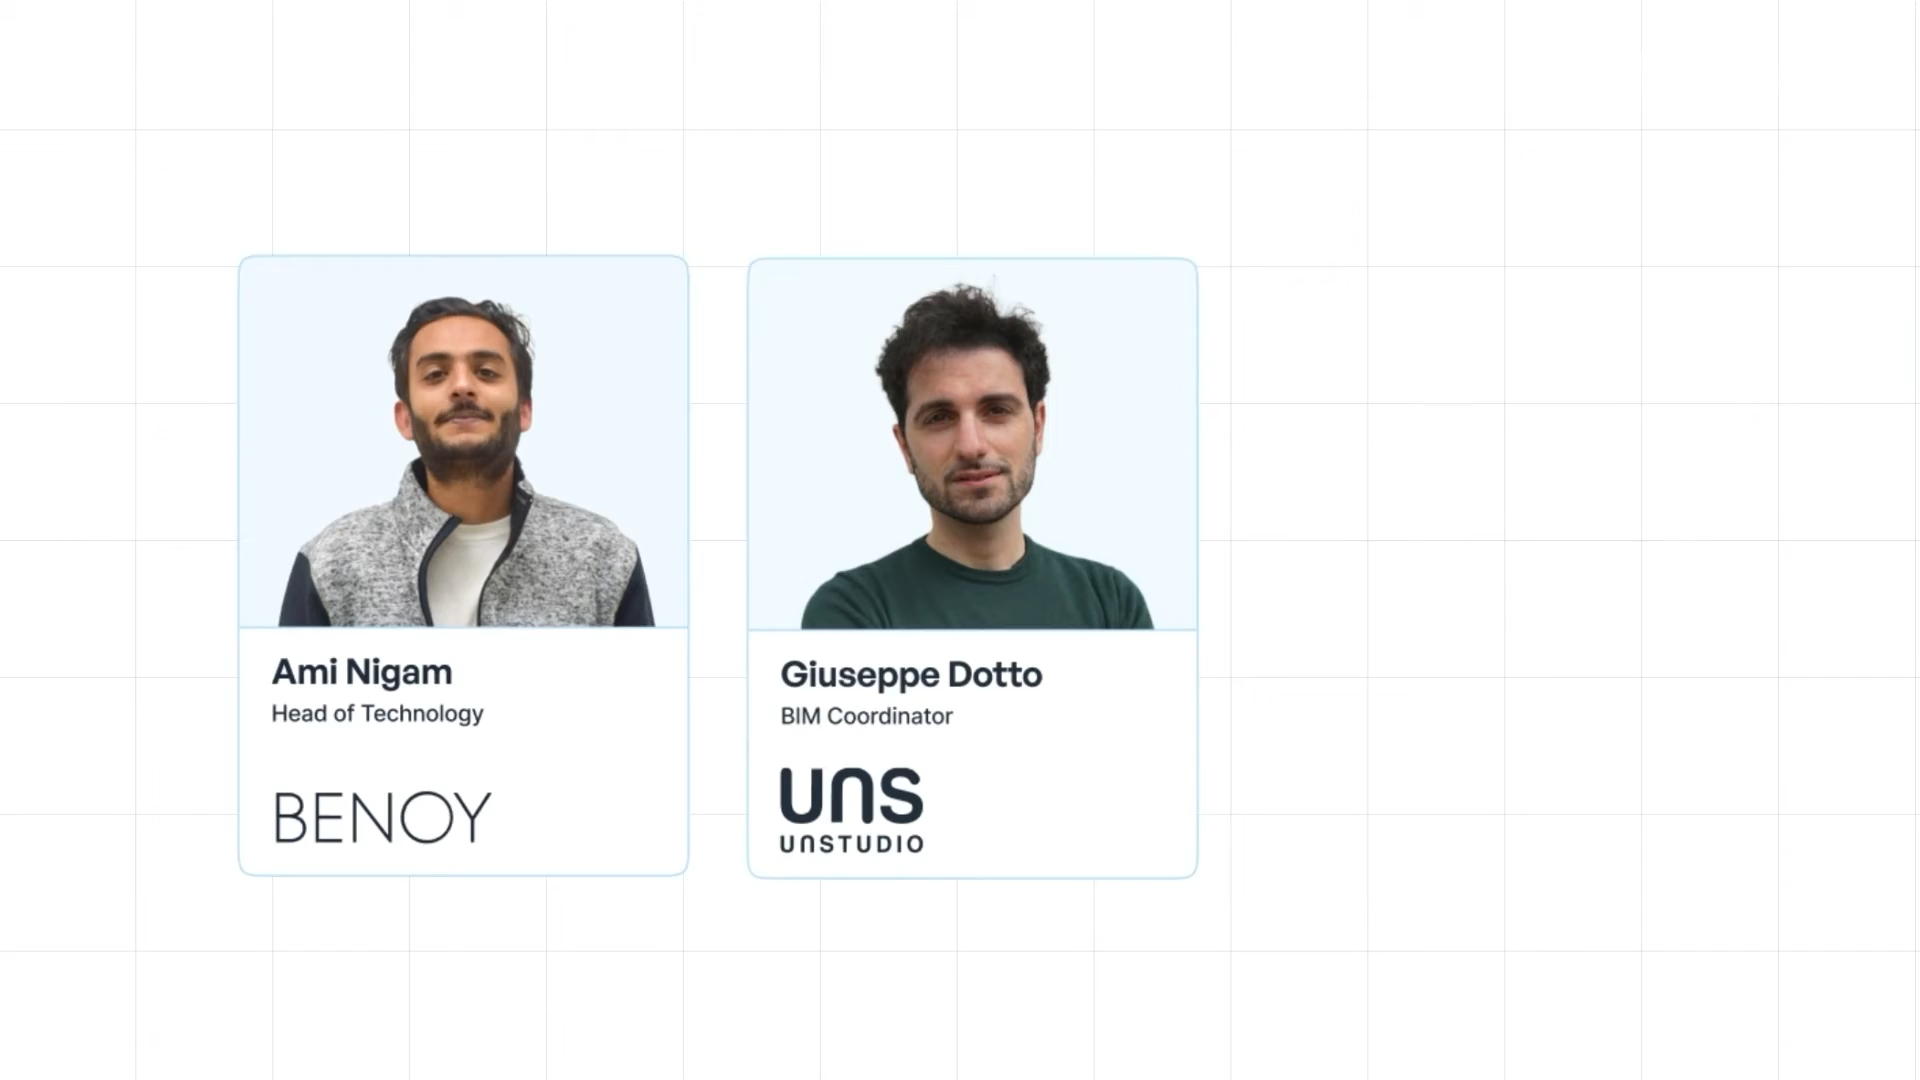 Ami Nigam
Head of Technology
BENOY
Giuseppe Dotto
BIM Coordinator
UNS
UNSTUDIO